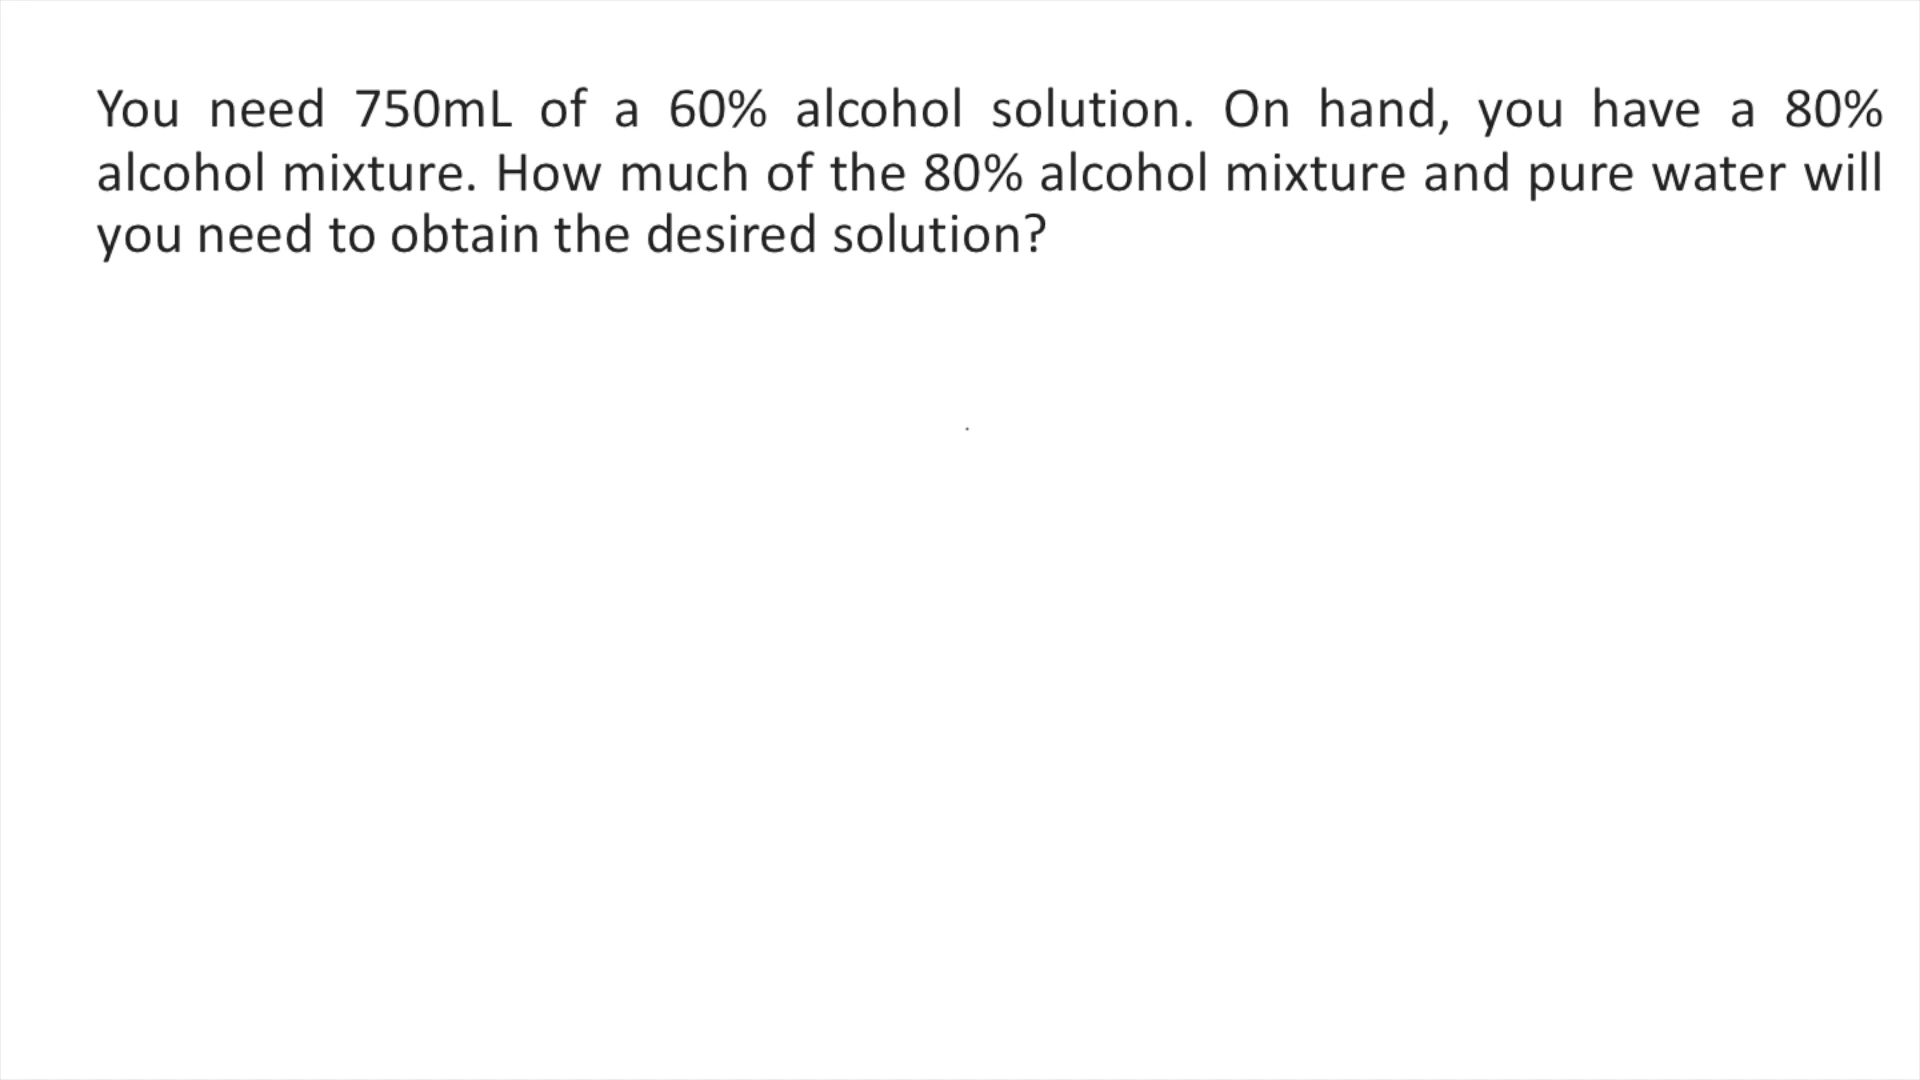 You need 750mL of a 60% alcohol solution. On hand, you have a 80%
alcohol mixture. How much of the 80% alcohol mixture and pure water will
you need to obtain the desired solution?